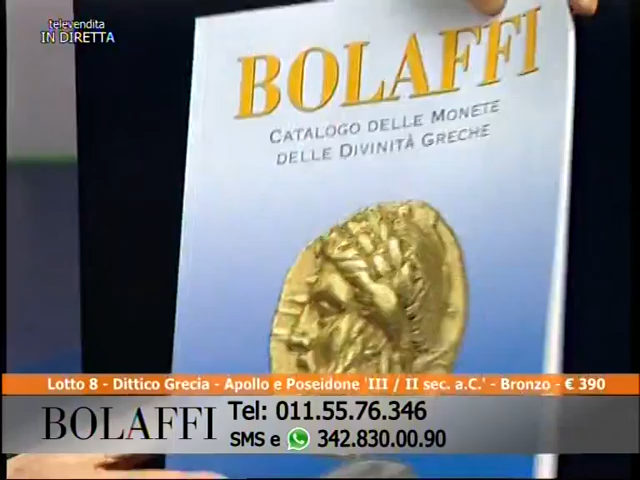 televendita
IN DIRETTA
BOLAFFI
CATALOGO DELLE MONETE
DELLE DIVINITÀ GRECHE
Lotto 8 - Dittico Grecia - Apollo e Poseidone 'III / II sec. a.C.' - Bronzo - € 390
BOLAFFI
Tel: 011.55.76.346
SMS e 342.830.00.90